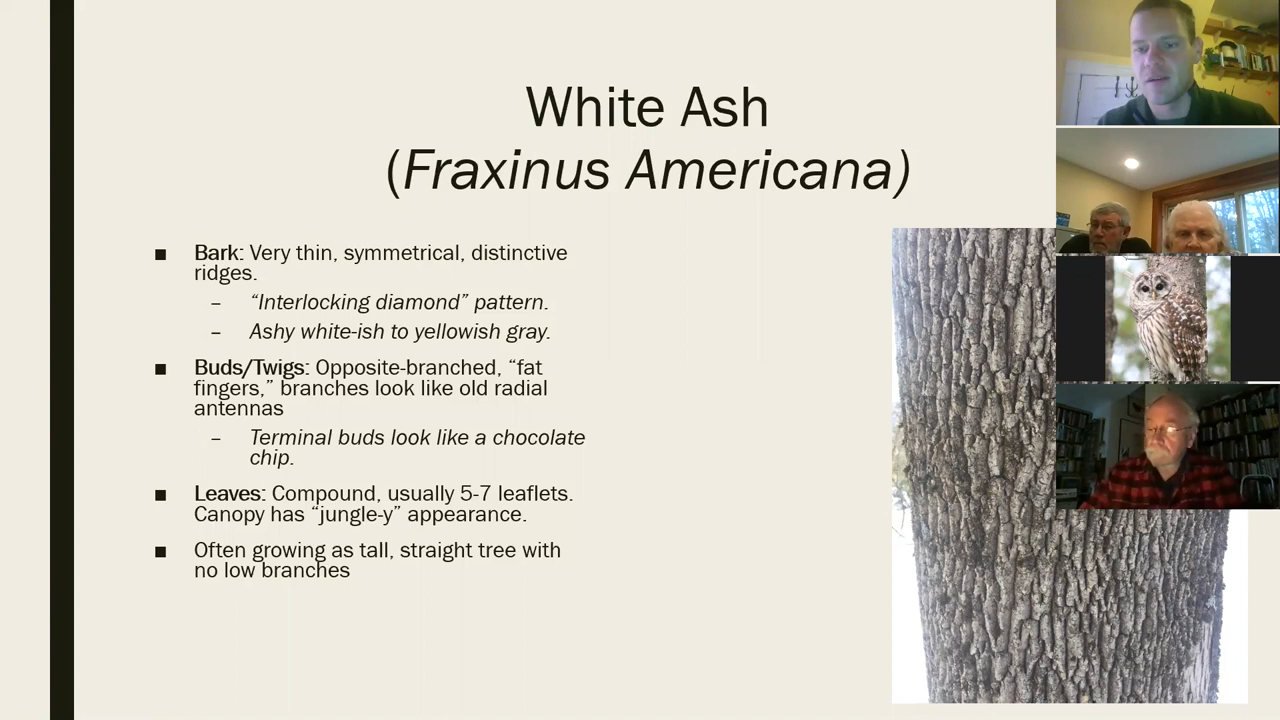 White Ash
(Fraxinus Americana)
■ Bark: Very thin, symmetrical, distinctive
ridges.
– “Interlocking diamond” pattern.
– Ashy white-ish to yellowish gray.
■ Buds/Twigs: Opposite-branched, “fat
fingers,” branches look like old radial
antennas
– Terminal buds look like a chocolate
chip.
■ Leaves: Compound, usually 5-7 leaflets.
Canopy has “jungle-y” appearance.
■ Often growing as tall, straight tree with
no low branches